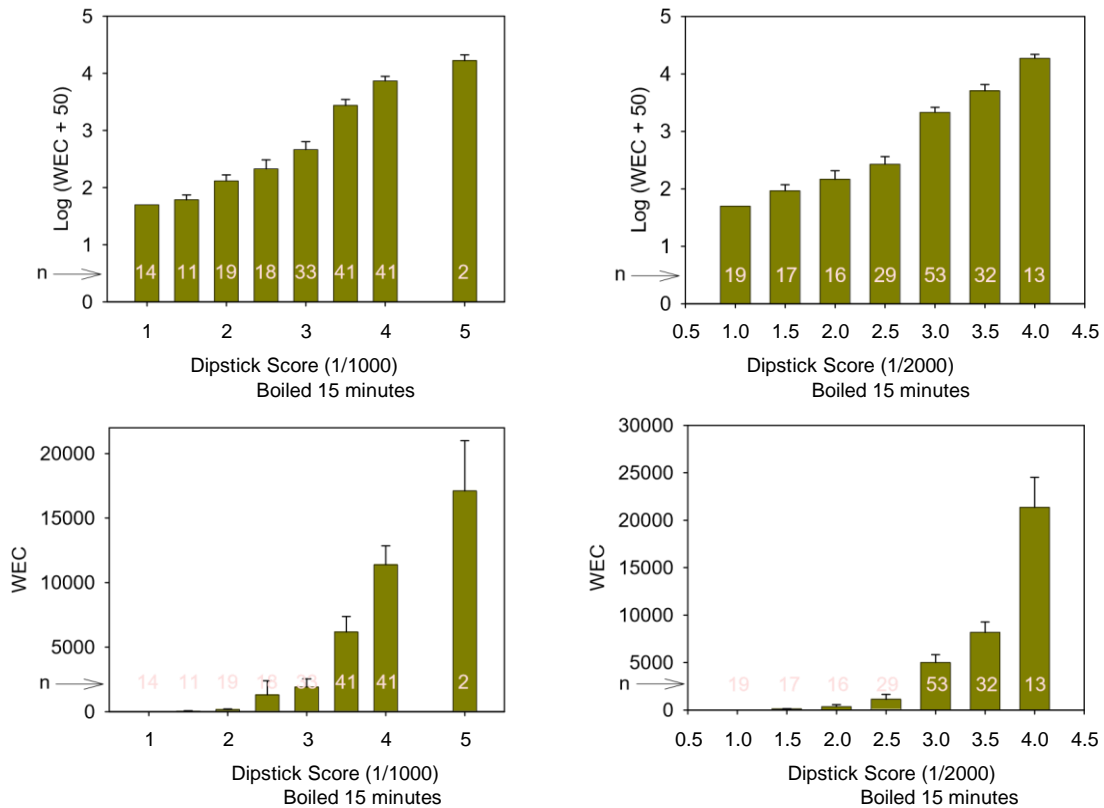 5
4
3
2
1
0
Log (WEC + 50)
n
14 11 19 18 33 41 41 2
1 2 3 4 5
Dipstick Score (1/1000)
Boiled 15 minutes
5
4
3
2
1
0
Log (WEC + 50)
n
19 17 16 29 53 32 13
0.5 1.0 1.5 2.0 2.5 3.0 3.5 4.0 4.5
Dipstick Score (1/2000)
Boiled 15 minutes
20000
15000
10000
5000
0
WEC
n
14 11 19 18 33 41 41 2
1 2 3 4 5
Dipstick Score (1/1000)
Boiled 15 minutes
30000
25000
20000
15000
10000
5000
0
WEC
n
19 17 16 29 53 32 13
0.5 1.0 1.5 2.0 2.5 3.0 3.5 4.0 4.5
Dipstick Score (1/2000)
Boiled 15 minutes